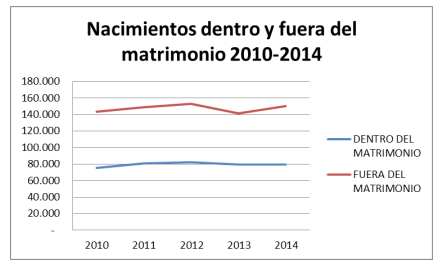 Nacimientos dentro y fuera del
matrimonio 2010-2014
180.000
160.000
140.000
120.000
100.000
80.000
60.000
40.000
20.000
-
2010 2011 2012 2013 2014
DENTRO DEL
MATRIMONIO
FUERA DEL
MATRIMONIO